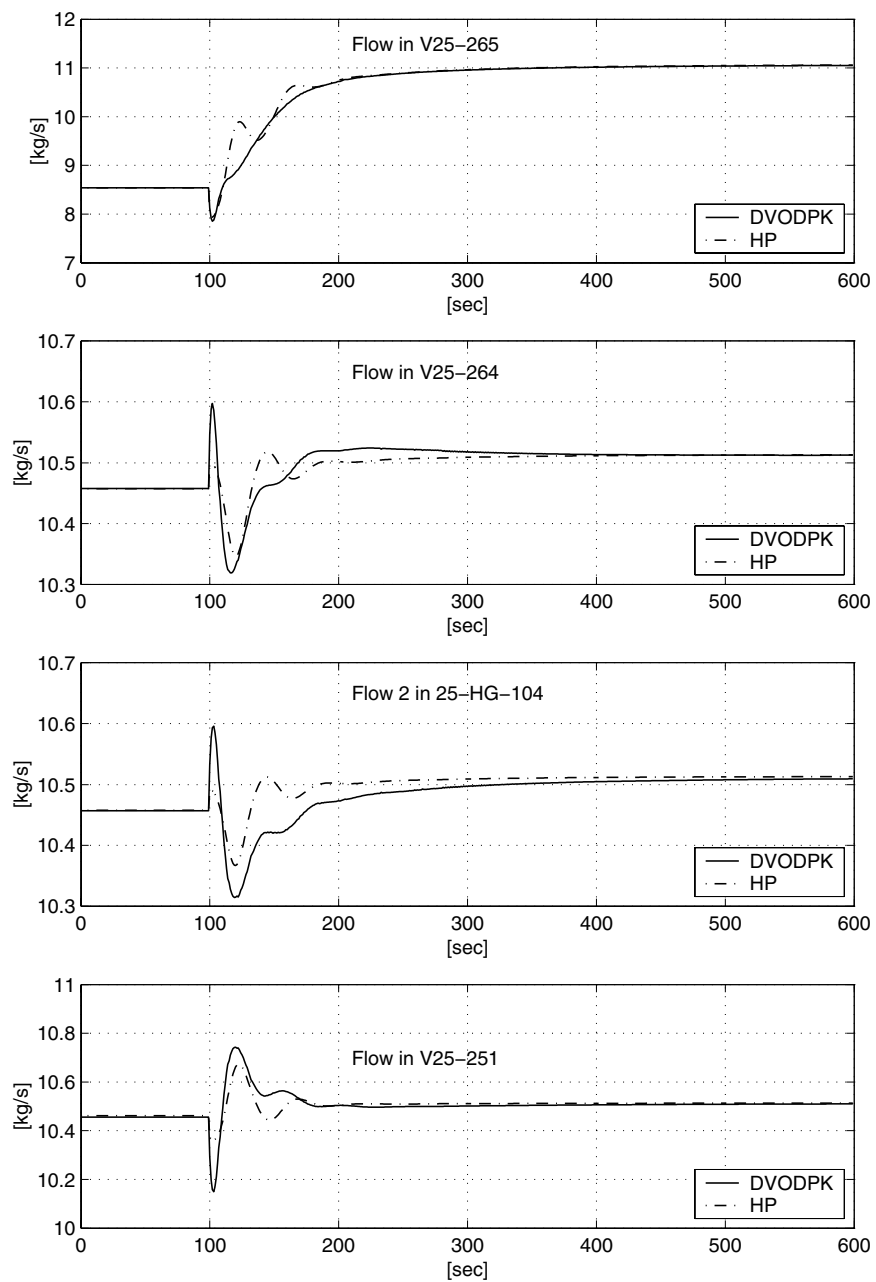 12
Flow in V25−265
11
10
[kg/s]
9
8
DVODPK
HP
7
0 100 200 300 400 500 600
[sec]
10.7
Flow in V25−264
10.6
[kg/s]
10.5
10.4
DVODPK
HP
10.3
0 100 200 300 400 500 600
[sec]
10.7
Flow 2 in 25−HG−104
10.6
[kg/s]
10.5
10.4
DVODPK
HP
10.3
0 100 200 300 400 500 600
[sec]
11
10.8
Flow in V25−251
10.6
[kg/s]
10.4
10.2
DVODPK
HP
10
0 100 200 300 400 500 600
[sec]